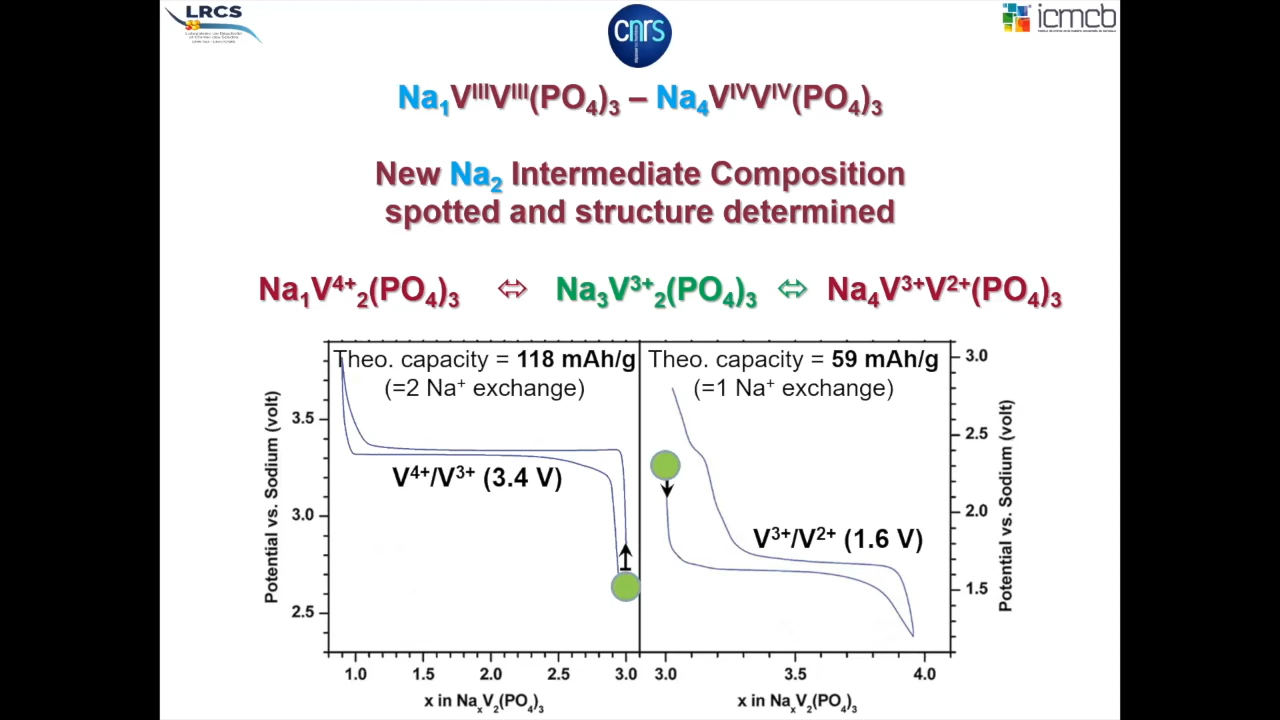 LRCS
cnrs
icmcb
Na₁VᴵᴵᴵVᴵᴵᴵ(PO₄)₃ – Na₄VᴵⱽVᴵⱽ(PO₄)₃
New Na₂ Intermediate Composition
spotted and structure determined
Na₁V⁴⁺₂(PO₄)₃ ⬄ Na₃V³⁺₂(PO₄)₃ ⬄ Na₄V³⁺V²⁺(PO₄)₃
Theo. capacity = 118 mAh/g
(=2 Na⁺ exchange)
Theo. capacity = 59 mAh/g
(=1 Na⁺ exchange)
V⁴⁺/V³⁺ (3.4 V)
V³⁺/V²⁺ (1.6 V)
Potential vs. Sodium (volt)
3.5
3.0
2.5
3.0
2.5
2.0
1.5
Potential vs. Sodium (volt)
1.0 1.5 2.0 2.5 3.0
3.0 3.5 4.0
x in NaₓV₂(PO₄)₃
x in NaₓV₂(PO₄)₃